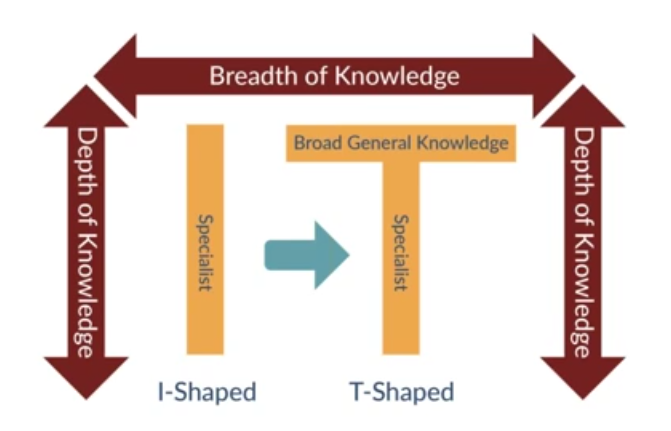 Breadth of Knowledge
Depth of Knowledge
Specialist
Broad General Knowledge
Specialist
Depth of Knowledge
I-Shaped
T-Shaped